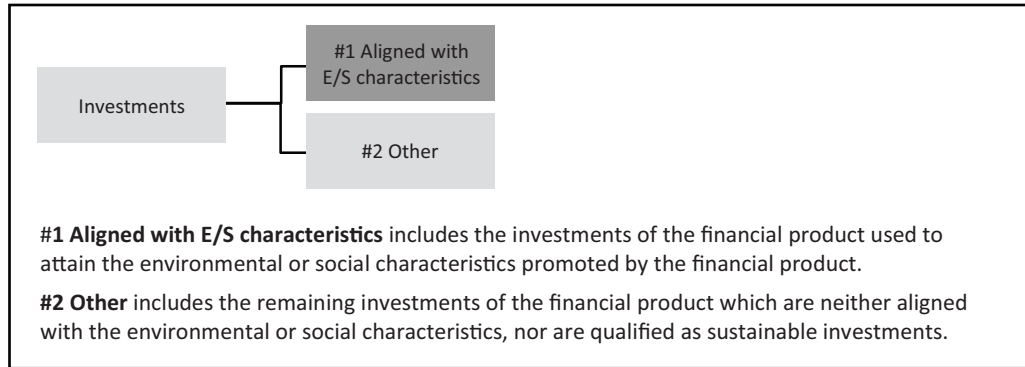 #1 Aligned with
E/S characteristics
Investments
#2 Other
#1 Aligned with E/S characteristics includes the investments of the financial product used to
attain the environmental or social characteristics promoted by the financial product.
#2 Other includes the remaining investments of the financial product which are neither aligned
with the environmental or social characteristics, nor are qualified as sustainable investments.